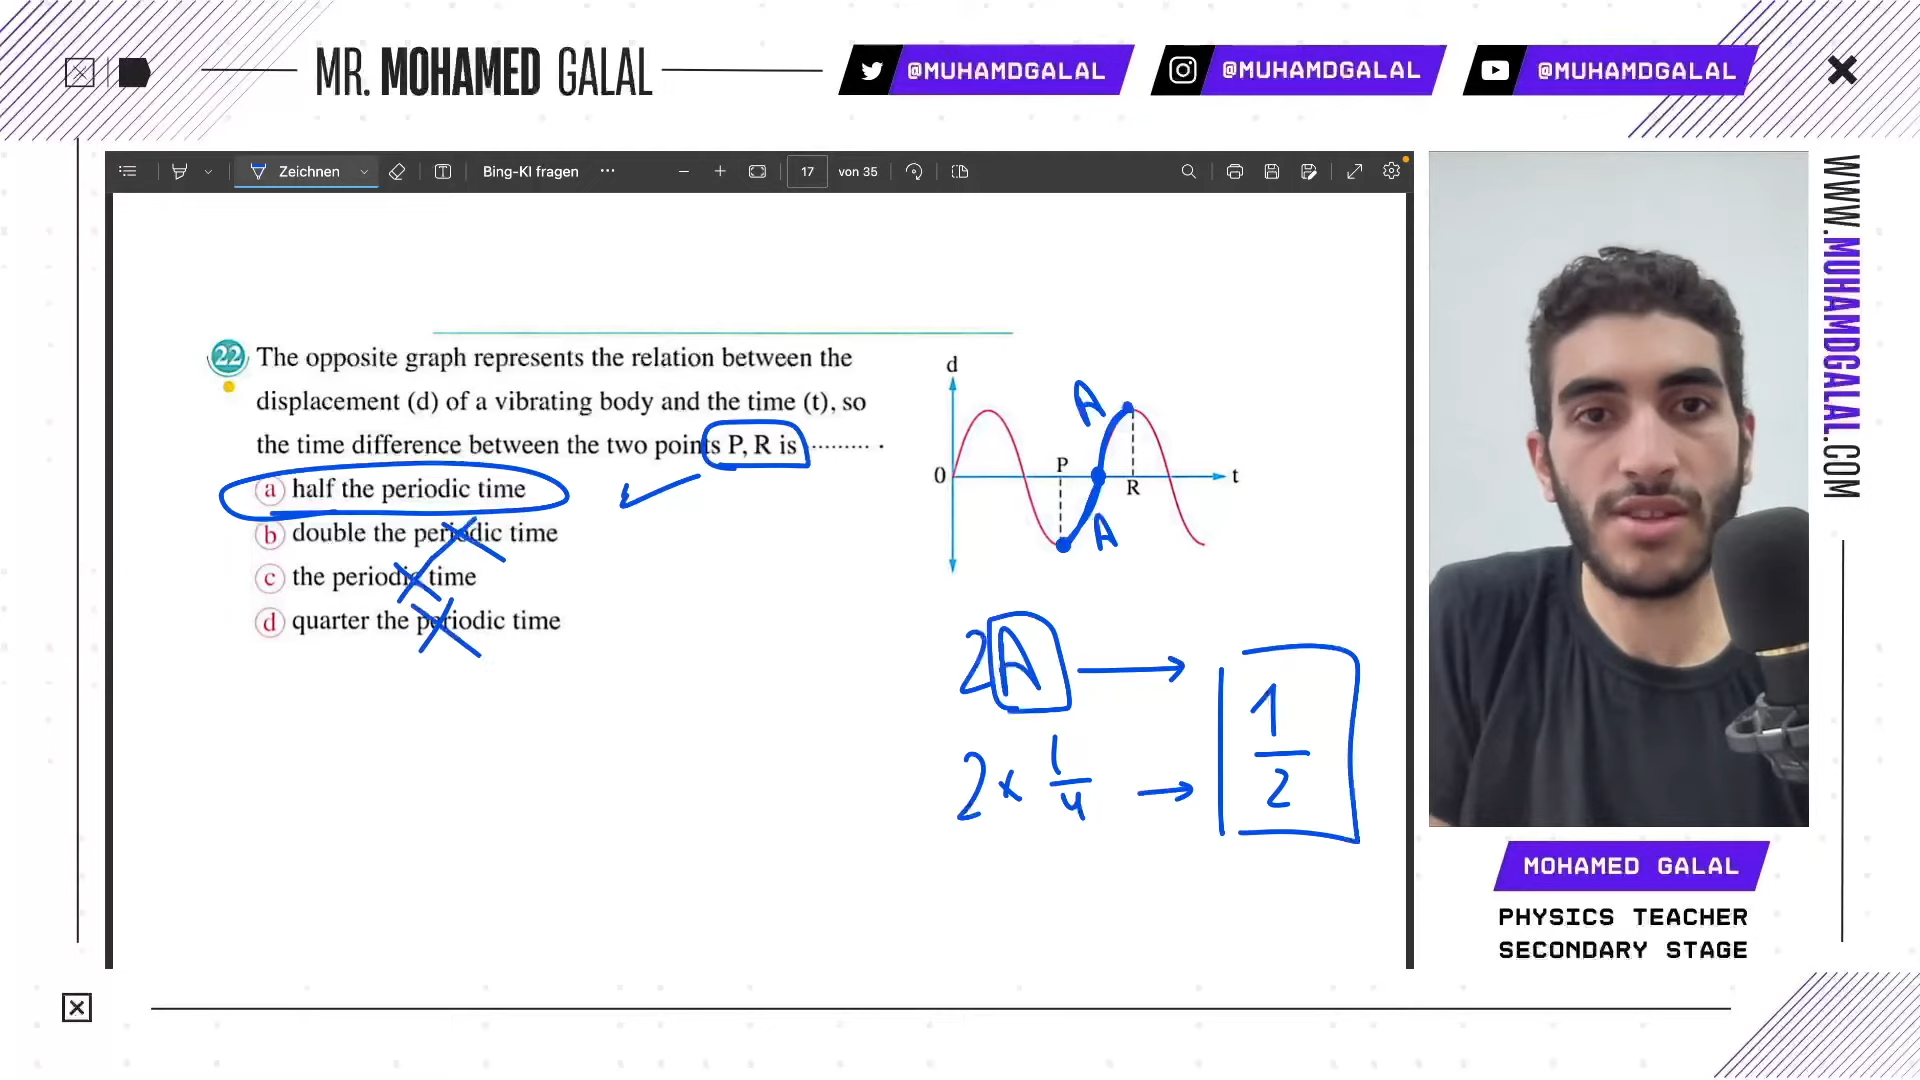 MR. MOHAMED GALAL
@MUHAMDGALAL
@MUHAMDGALAL
@MUHAMDGALAL
Zeichnen
Bing-KI fragen
17 von 35
WWW.MUHAMDGALAL.COM
22 The opposite graph represents the relation between the
displacement (d) of a vibrating body and the time (t), so
the time difference between the two points P, R is ......... .
a half the periodic time
b double the periodic time
c the periodic time
d quarter the periodic time
d
A
P
0
t
R
A
2A → 1/2
2 × 1/4 →
MOHAMED GALAL
PHYSICS TEACHER
SECONDARY STAGE